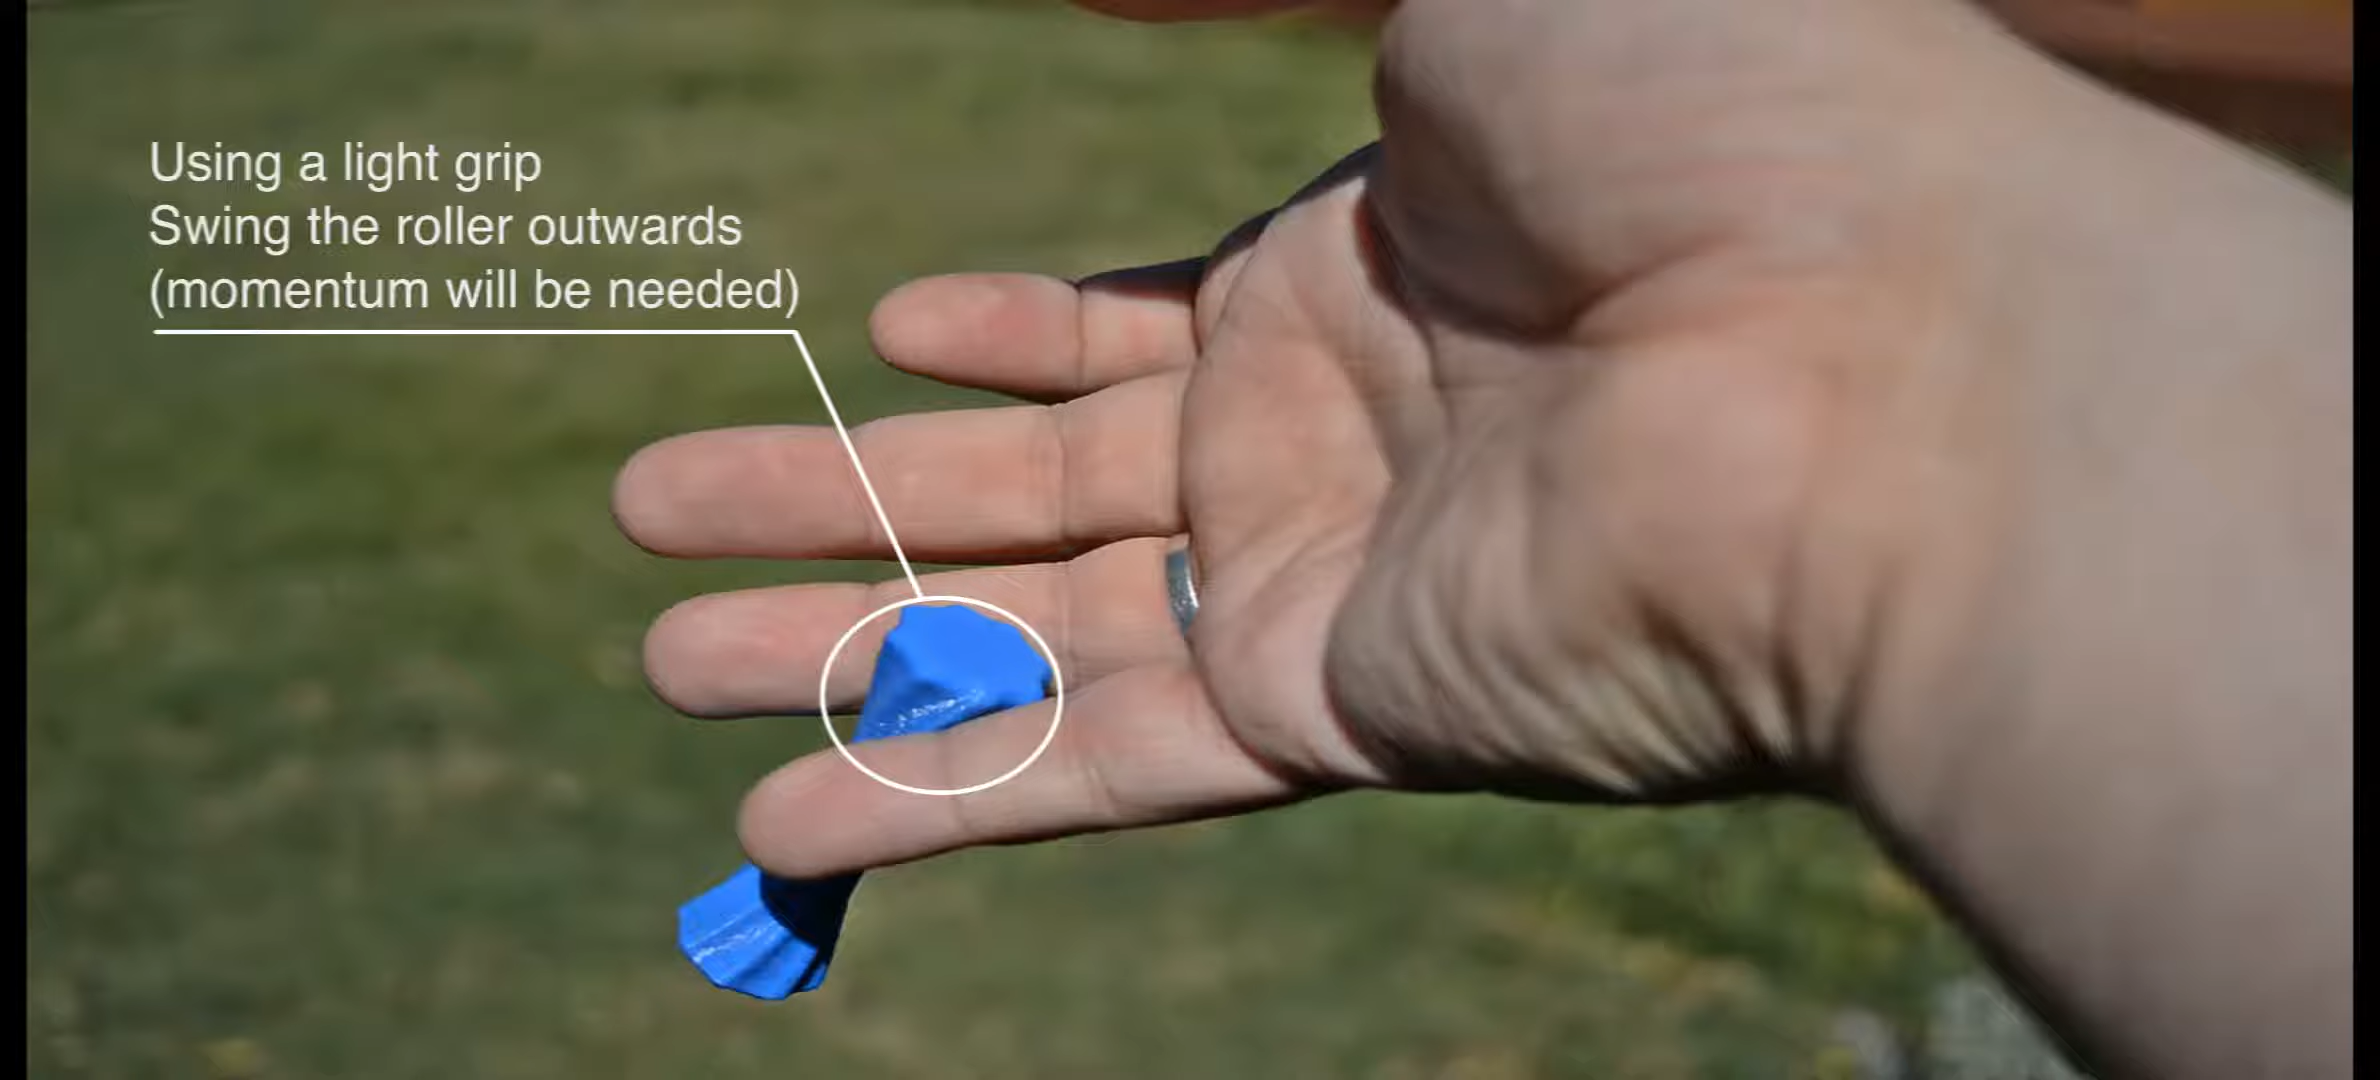 Using a light grip
Swing the roller outwards
(momentum will be needed)